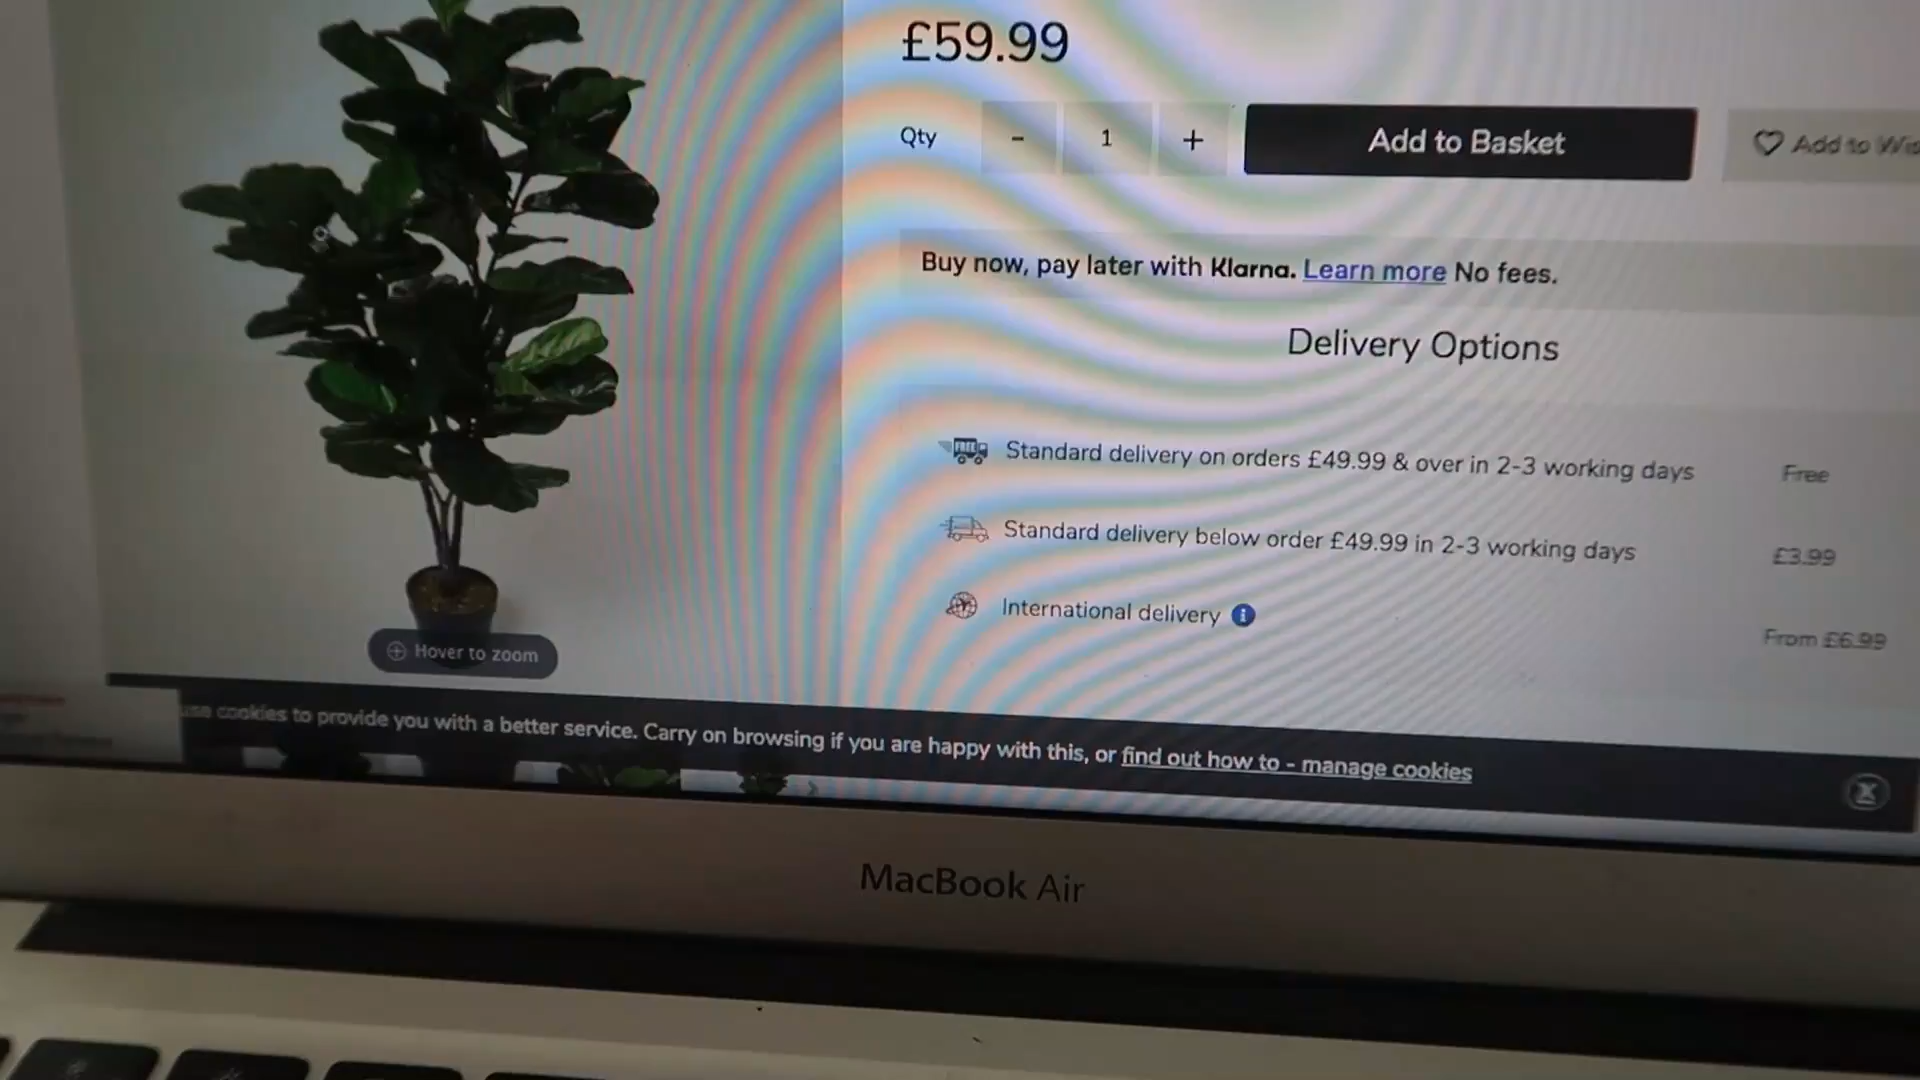 £59.99
Qty - 1 + Add to Basket Add to
Buy now, pay later with Klarna. Learn more No fees.
Delivery Options
FREE Standard delivery on orders £49.99 & over in 2-3 working days Free
Standard delivery below order £49.99 in 2-3 working days £3.99
International delivery i
From £6.99
Hover to zoom
use cookies to provide you with a better service. Carry on browsing if you are happy with this, or find out how to - manage cookies X
MacBook Air